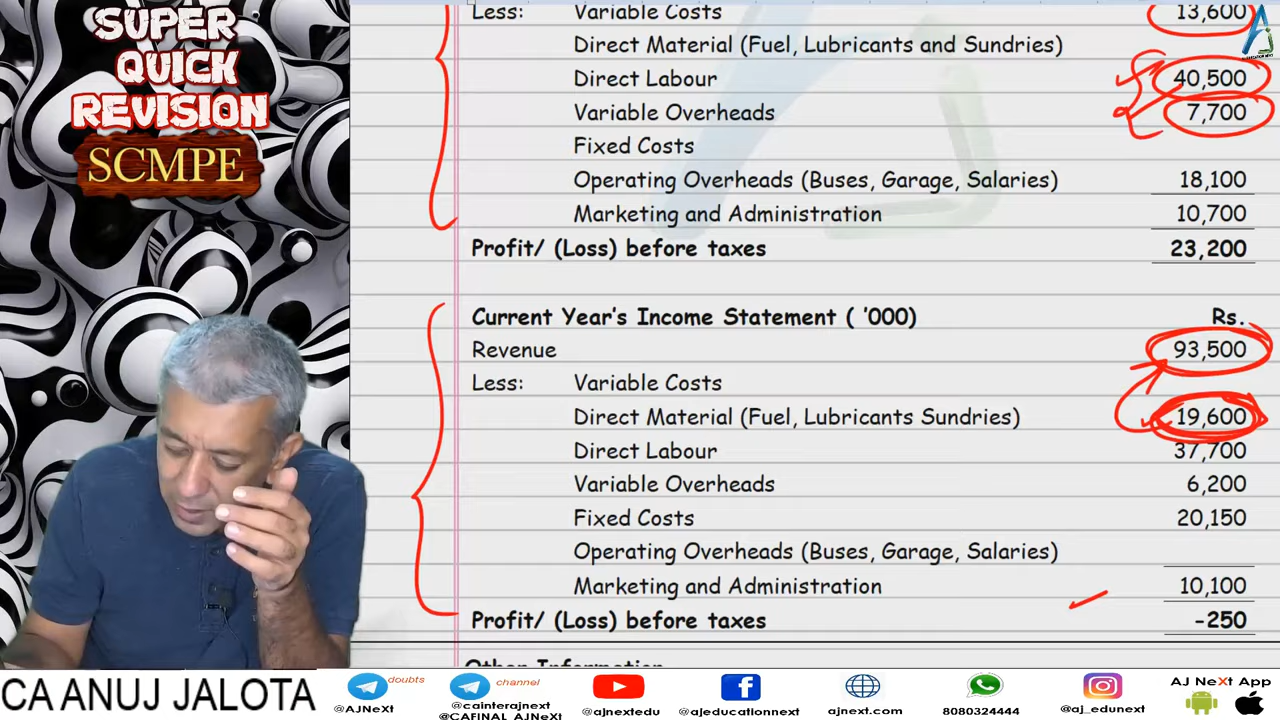 SUPER
QUICK
REVISION
SCMPE
Less: Variable Costs 13,600
Direct Material (Fuel, Lubricants and Sundries)
Direct Labour 40,500
Variable Overheads 7,700
Fixed Costs
Operating Overheads (Buses, Garage, Salaries) 18,100
Marketing and Administration 10,700
Profit/ (Loss) before taxes 23,200
Current Year's Income Statement ( '000) Rs.
Revenue 93,500
Less: Variable Costs
Direct Material (Fuel, Lubricants Sundries) 19,600
Direct Labour 37,700
Variable Overheads 6,200
Fixed Costs 20,150
Operating Overheads (Buses, Garage, Salaries)
Marketing and Administration 10,100
Profit/ (Loss) before taxes -250
Other Information
CA ANUJ JALOTA
doubts
@AJNeXt
channel
@cainterajnext
@CAFINAL_AJNeXt
@ajnextedu
@ajeducationnext
ajnext.com
8080324444
@aj_edunext
AJ NeXt App